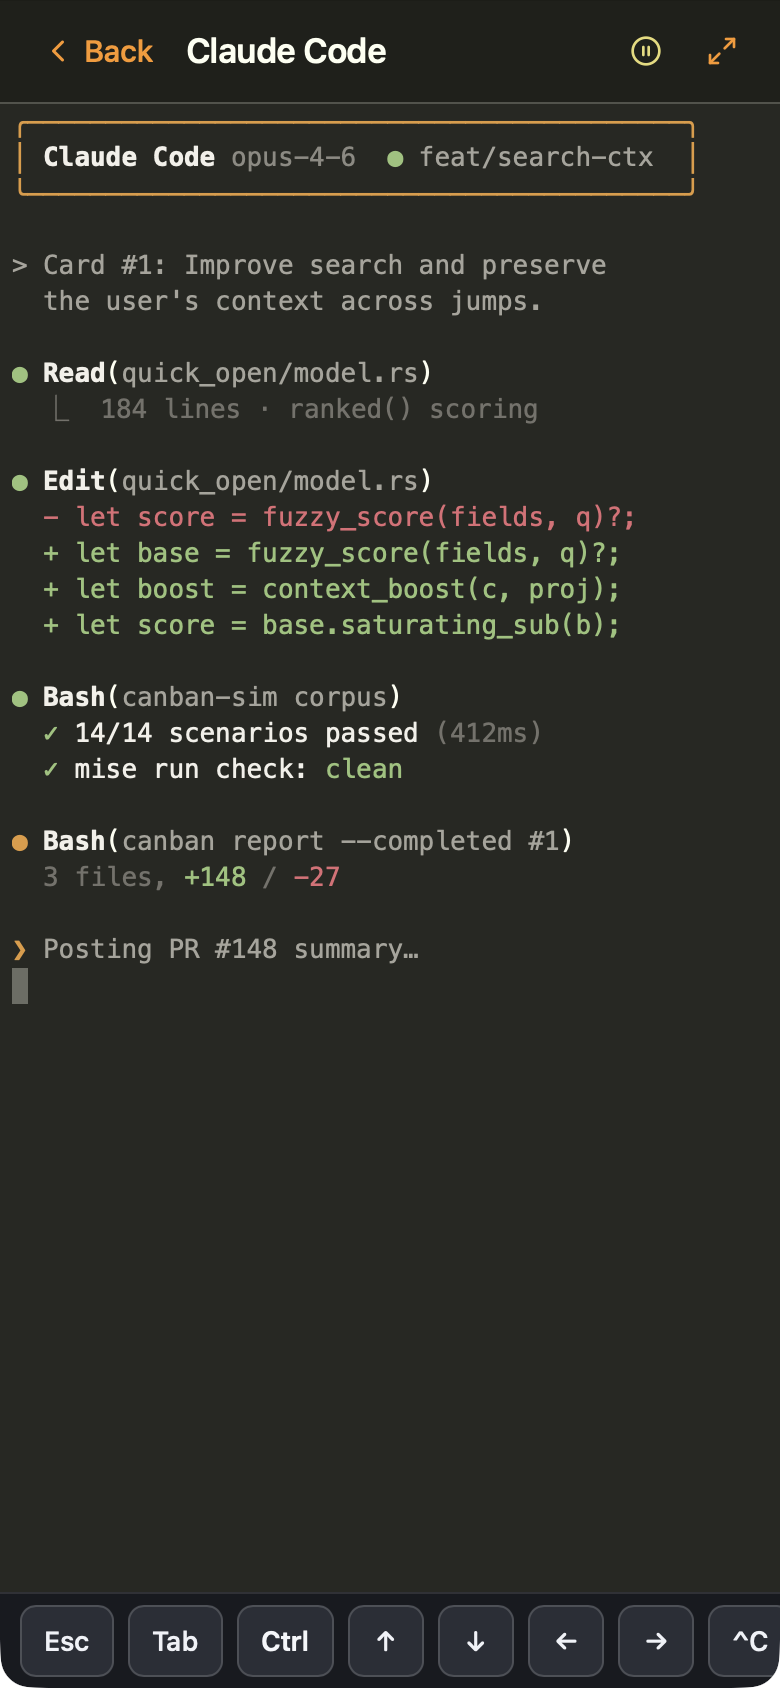 Back Claude Code
Claude Code opus-4-6 ● feat/search-ctx
> Card #1: Improve search and preserve
the user's context across jumps.
● Read(quick_open/model.rs)
⎿ 184 lines · ranked() scoring
● Edit(quick_open/model.rs)
- let score = fuzzy_score(fields, q)?;
+ let base = fuzzy_score(fields, q)?;
+ let boost = context_boost(c, proj);
+ let score = base.saturating_sub(b);
● Bash(canban-sim corpus)
✓ 14/14 scenarios passed (412ms)
✓ mise run check: clean
● Bash(canban report --completed #1)
3 files, +148 / -27
❯ Posting PR #148 summary…
Esc Tab Ctrl ↑ ↓ ← → ^C